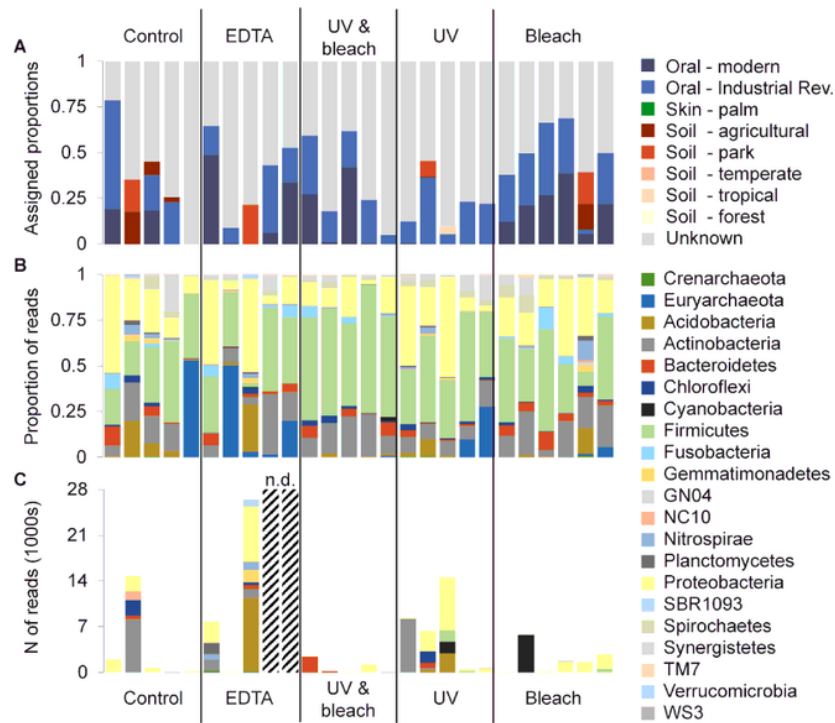 Control
EDTA
UV &
bleach
UV
Bleach
A
Assigned proportions
1
0.75
0.5
0.25
0
Oral - modern
Oral - Industrial Rev.
Skin - palm
Soil - agricultural
Soil - park
Soil - temperate
Soil - tropical
Soil - forest
Unknown
B
Proportion of reads
1
0.75
0.5
0.25
0
Crenarchaeota
Euryarchaeota
Acidobacteria
Actinobacteria
Bacteroidetes
Chloroflexi
Cyanobacteria
Firmicutes
Fusobacteria
Gemmatimonadetes
GN04
NC10
Nitrospirae
Planctomycetes
Proteobacteria
SBR1093
Spirochaetes
Synergistetes
TM7
Verrucomicrobia
WS3
C
n.d.
N of reads (1000s)
28
21
14
7
0
Control
EDTA
UV &
bleach
UV
Bleach